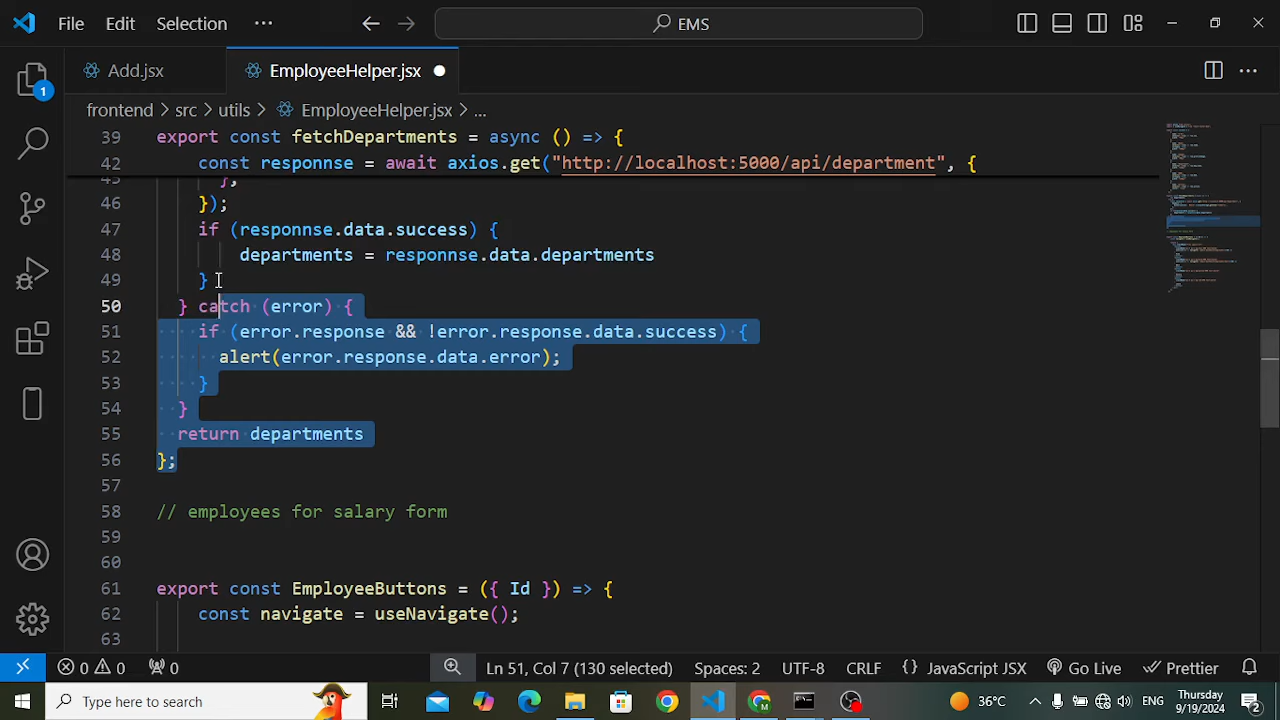 File Edit Selection ··· EMS
Add.jsx EmployeeHelper.jsx
1
frontend > src > utils > EmployeeHelper.jsx > ...
39 export const fetchDepartments = async () => {
42 const responnse = await axios.get("http://localhost:5000/api/department", {
45 };
46 });
47 if (responnse.data.success) {
48 departments = responnse.data.departments
49 }
50 } catch (error) {
51 if (error.response && !error.response.data.success) {
52 alert(error.response.data.error);
53 }
54 }
55 return departments
56 };
57
58 // employees for salary form
59
60
61 export const EmployeeButtons = ({ Id }) => {
62 const navigate = useNavigate();
63
0 0 0 Ln 51, Col 7 (130 selected) Spaces: 2 UTF-8 CRLF {} JavaScript JSX Go Live Prettier
Type here to search 36°C ENG Thursday 9/19/2024 2